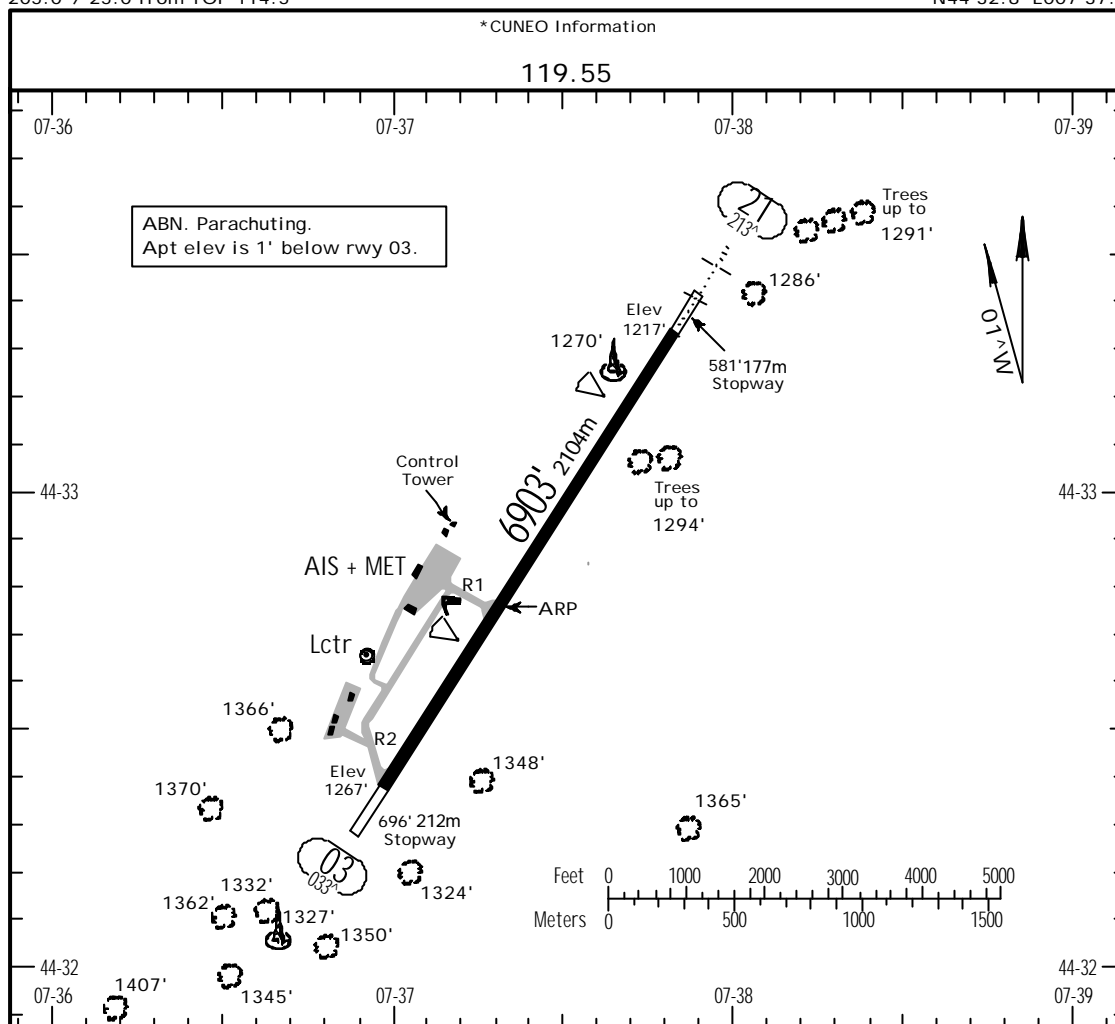 *CUNEO Information
119.55
07-36 07-37 07-38 07-39
ABN. Parachuting.
Apt elev is 1' below rwy 03.
21
213^
Trees
up to
1291'
1286'
Elev
1217'
01^W
1270'
581'177m
Stopway
6903' 2104m
Control
Tower
44-33
44-33
Trees
up to
1294'
AIS + MET
R1
ARP
Lctr
1366'
R2
Elev
1267'
1348'
1370'
1365'
696' 212m
Stopway
03
033^
1324'
Feet 0 1000 2000 3000 4000 5000
Meters 0 500 1000 1500
1332'
1362'
1327'
1350'
44-32
44-32
1407'
1345'
07-36 07-37 07-38 07-39